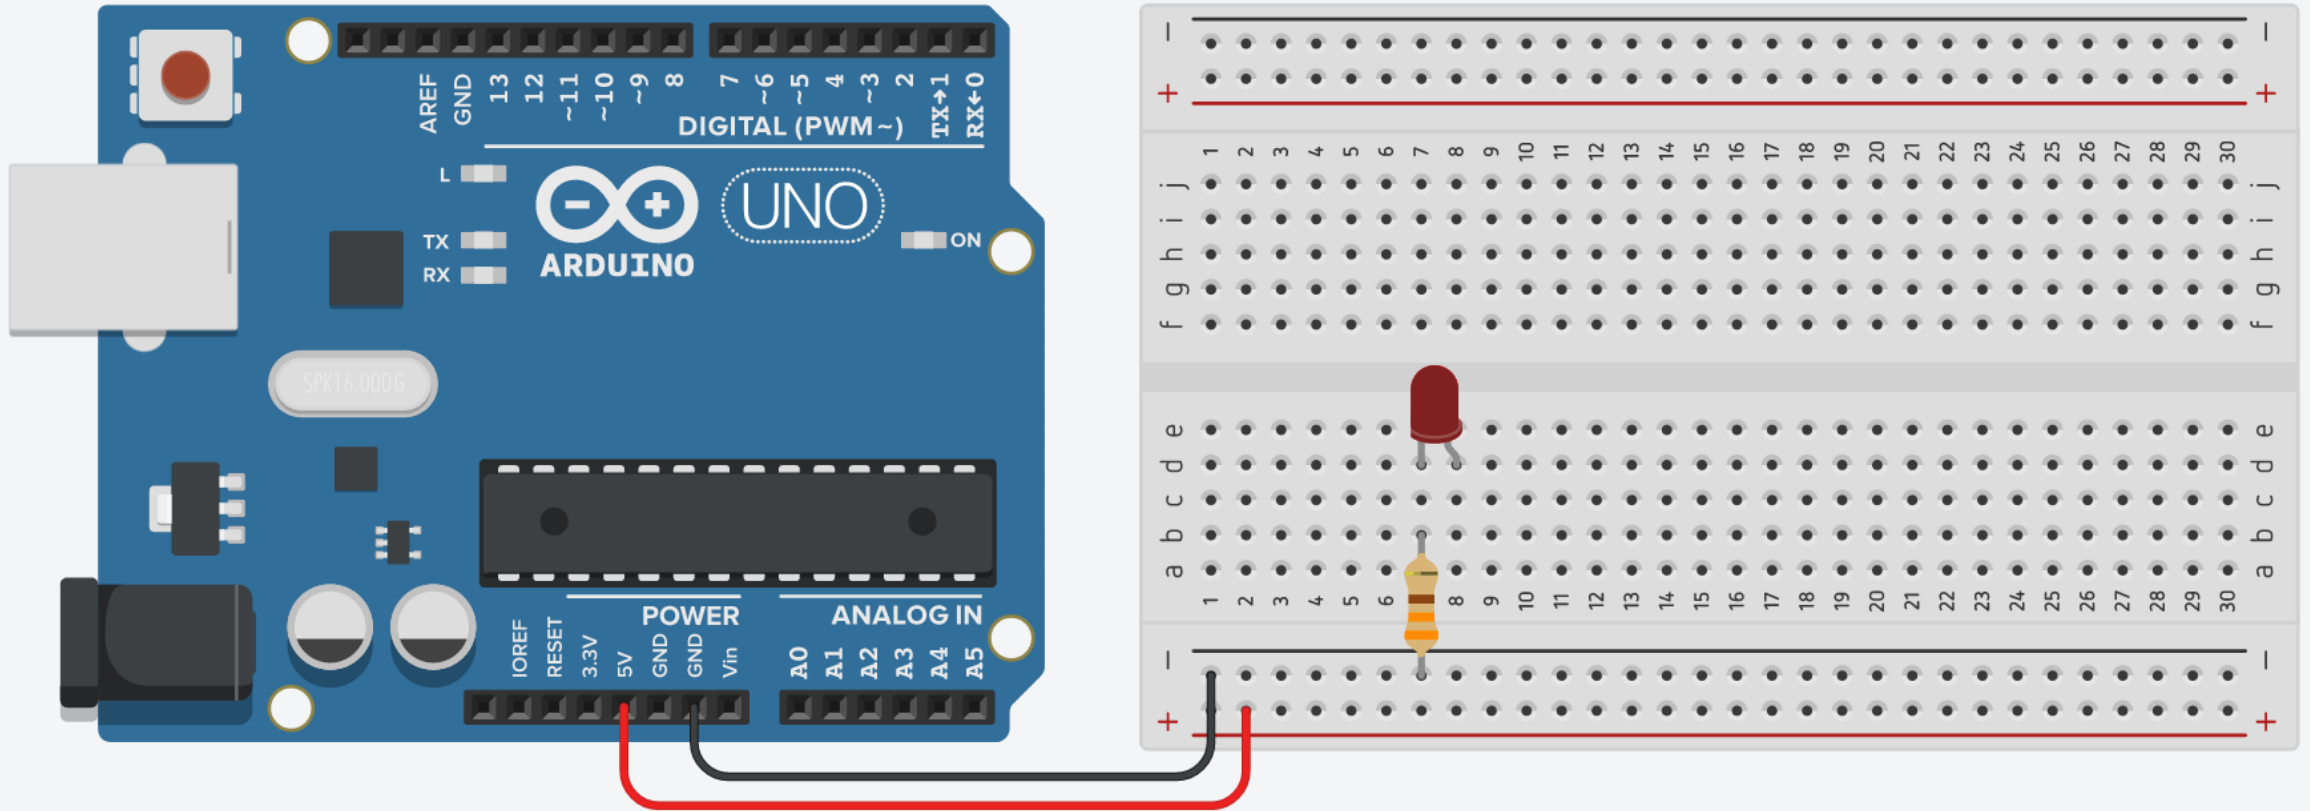 AREF GND 13 12 ~11 ~10 ~9 8 7 ~6 ~5 4 ~3 2 TX→1 RX←0
DIGITAL (PWM ~)
L
TX
RX
UNO
ON
ARDUINO
SPK16.000G
POWER
ANALOG IN
IOREF RESET 3.3V 5V GND GND Vin A0 A1 A2 A3 A4 A5
− −
+ +
1 2 3 4 5 6 7 8 9 10 11 12 13 14 15 16 17 18 19 20 21 22 23 24 25 26 27 28 29 30
j j
i i
h h
g g
f f
e e
d d
c c
b b
a a
1 2 3 4 5 6 8 9 10 11 12 13 14 15 16 17 18 19 20 21 22 23 24 25 26 27 28 29 30
− −
+ +